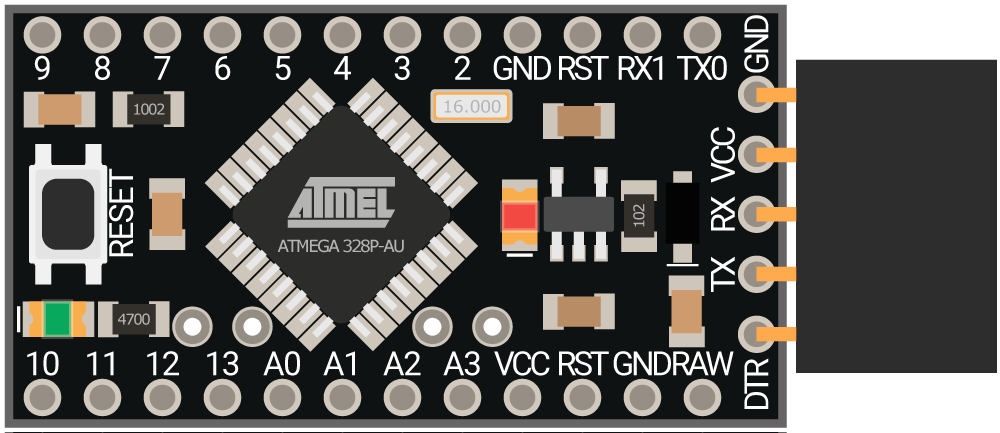 9 8 7 6 5 4 3 2 GND RST RX1 TX0
GND
1002
16.000
VCC
RESET
ATMEL
ATMEGA 328P-AU
102
RX
TX
4700
10 11 12 13 A0 A1 A2 A3 VCC RST GND RAW
DTR